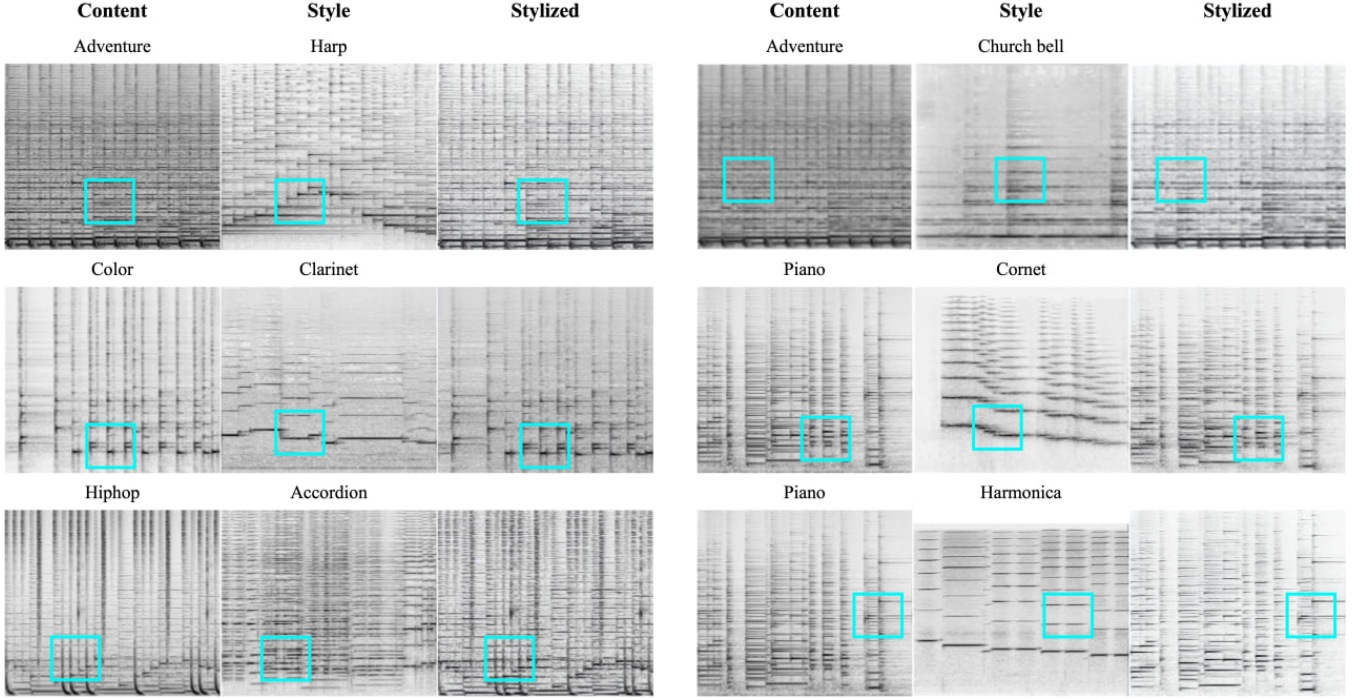 Content Style Stylized Content Style Stylized
Adventure Harp Adventure Church bell
Color Clarinet Piano Cornet
Hiphop Accordion Piano Harmonica